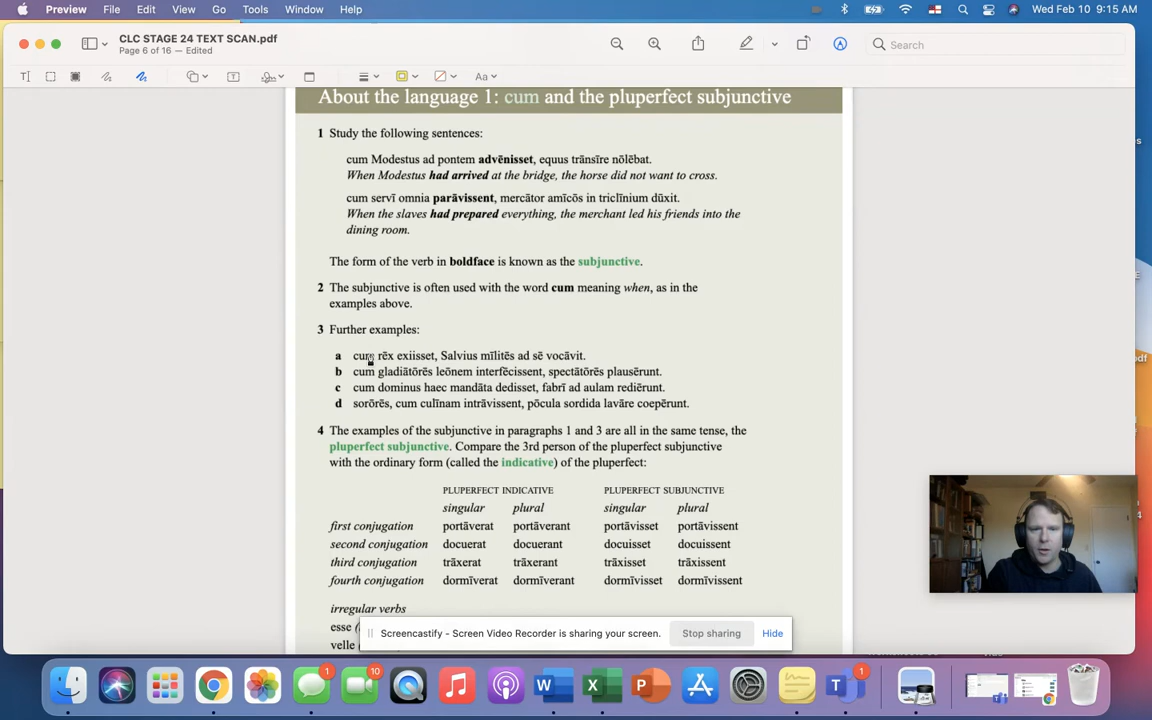 Preview File Edit View Go Tools Window Help Wed Feb 10 9:15 AM
CLC STAGE 24 TEXT SCAN.pdf
Page 6 of 16 — Edited
Search
Aa
About the language 1: cum and the pluperfect subjunctive
1 Study the following sentences:
cum Modestus ad pontem advēnisset, equus trānsīre nōlēbat.
When Modestus had arrived at the bridge, the horse did not want to cross.
cum servī omnia parāvissent, mercātor amīcōs in triclīnium dūxit.
When the slaves had prepared everything, the merchant led his friends into the
dining room.
The form of the verb in boldface is known as the subjunctive.
2 The subjunctive is often used with the word cum meaning when, as in the
examples above.
3 Further examples:
a cum rēx exiisset, Salvius mīlitēs ad sē vocāvit.
b cum gladiātōrēs leōnem interfēcissent, spectātōrēs plausērunt.
c cum dominus haec mandāta dedisset, fabrī ad aulam rediērunt.
d sorōrēs, cum culīnam intrāvissent, pōcula sordida lavāre coepērunt.
4 The examples of the subjunctive in paragraphs 1 and 3 are all in the same tense, the
pluperfect subjunctive. Compare the 3rd person of the pluperfect subjunctive
with the ordinary form (called the indicative) of the pluperfect:
PLUPERFECT INDICATIVE PLUPERFECT SUBJUNCTIVE
singular plural singular plural
first conjugation portāverat portāverant portāvisset portāvissent
second conjugation docuerat docuerant docuisset docuissent
third conjugation trāxerat trāxerant trāxisset trāxissent
fourth conjugation dormīverat dormīverant dormīvisset dormīvissent
irregular verbs
esse
velle
Screencastify - Screen Video Recorder is sharing your screen. Stop sharing Hide
1 10 W X P T 1